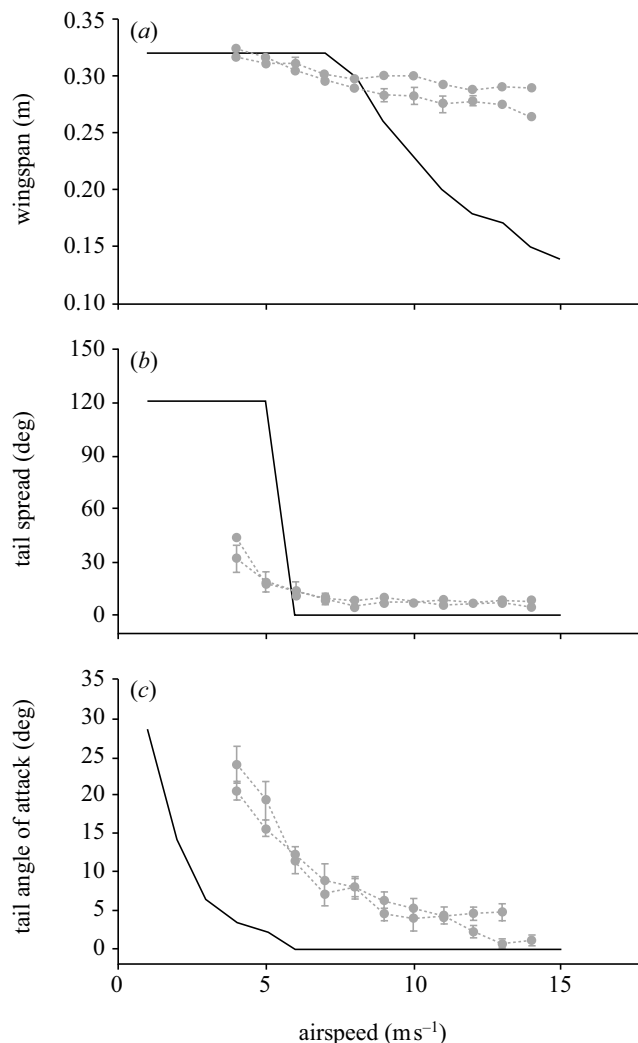 (a)
0.30
0.25
0.20
0.15
0.10
wingspan (m)
(b)
150
120
90
60
30
0
tail spread (deg)
(c)
35
30
25
20
15
10
5
0
tail angle of attack (deg)
0 5 10 15
airspeed (m s⁻¹)